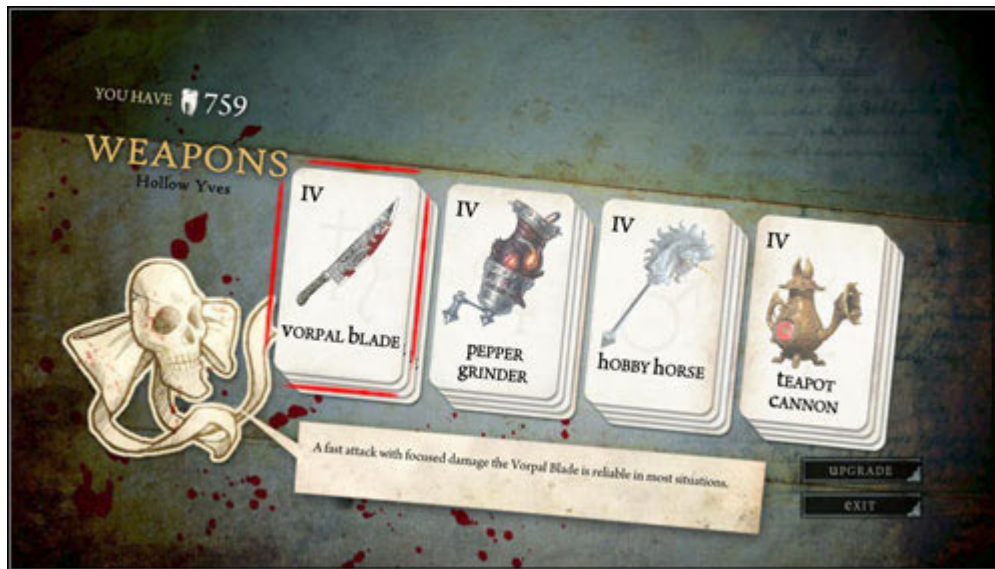 YOU HAVE 759
WEAPONS
Hollow Yves
IV
VORPAL BLADE
IV
PEPPER
GRINDER
IV
HOBBY HORSE
IV
TEAPOT
CANNON
A fast attack with focused damage the Vorpal Blade is reliable in most situations.
UPGRADE
EXIT